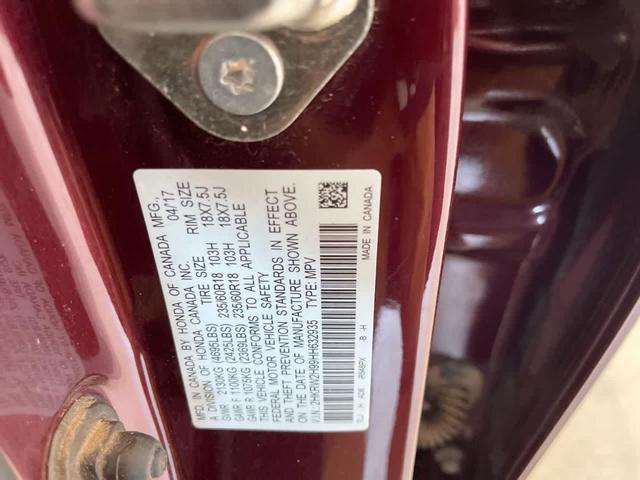 MFD. IN CANADA BY HONDA OF CANADA MFG.,
A DIVISION OF HONDA CANADA INC. 04/17
TIRE SIZE RIM SIZE
GVWR 2130KG (4695LBS)
GAWR F 1100KG (2425LBS) 235/60R18 103H 18X7.5J
GAWR R 1075KG (2369LBS) 235/60R18 103H 18X7.5J
THIS VEHICLE CONFORMS TO ALL APPLICABLE
FEDERAL MOTOR VEHICLE SAFETY
AND THEFT PREVENTION STANDARDS IN EFFECT
ON THE DATE OF MANUFACTURE SHOWN ABOVE.
V.I.N.: 2HKRW2H99HH632935 TYPE: MPV
-B -H
MADE IN CANADA